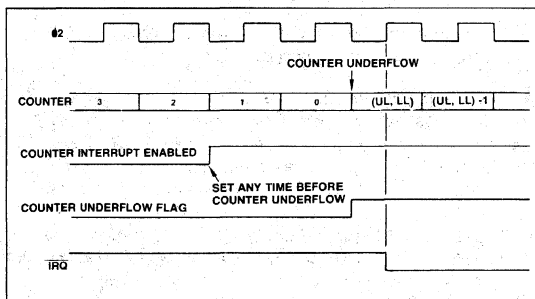 ϕ2
COUNTER UNDERFLOW
COUNTER 3 2 1 0 (UL, LL) (UL, LL) -1
COUNTER INTERRUPT ENABLED
SET ANY TIME BEFORE
COUNTER UNDERFLOW
COUNTER UNDERFLOW FLAG
IRQ